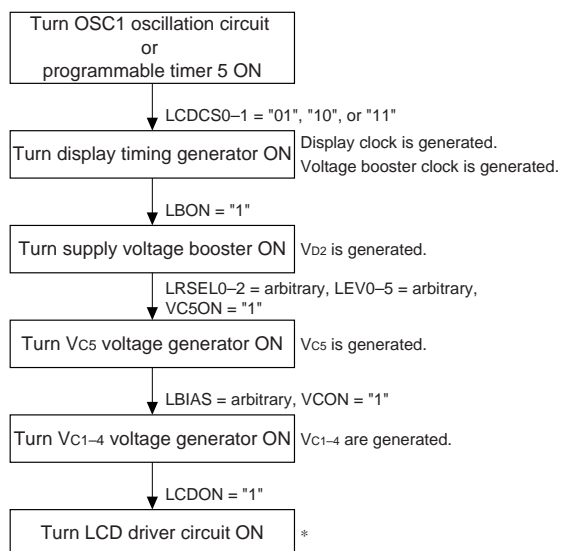 Turn OSC1 oscillation circuit
or
programmable timer 5 ON
LCDCS0–1 = "01", "10", or "11"
Turn display timing generator ON
Display clock is generated.
Voltage booster clock is generated.
LBON = "1"
Turn supply voltage booster ON
VD2 is generated.
LRSEL0–2 = arbitrary, LEV0–5 = arbitrary,
VC5ON = "1"
Turn VC5 voltage generator ON
VC5 is generated.
LBIAS = arbitrary, VCON = "1"
Turn VC1–4 voltage generator ON
VC1–4 are generated.
LCDON = "1"
Turn LCD driver circuit ON
*